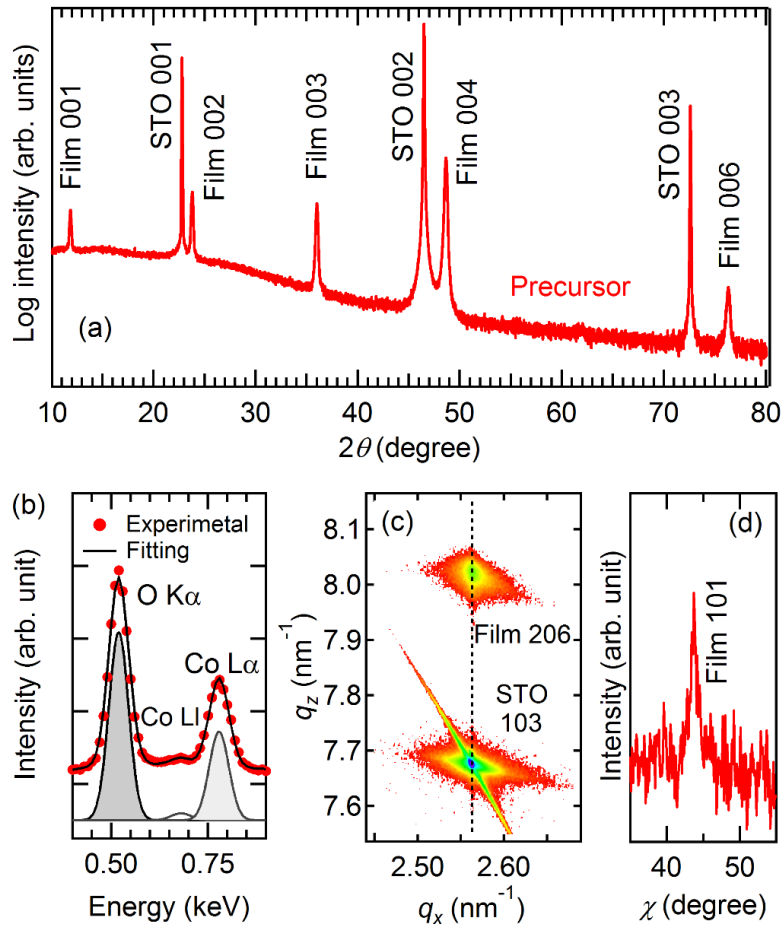 Log intensity (arb. units)
Film 001
STO 001
Film 002
Film 003
STO 002
Film 004
STO 003
Film 006
Precursor
(a)
10 20 30 40 50 60 70 80
2θ (degree)
(b)
Experimetal
Fitting
O Kα
Co Ll
Co Lα
Intensity (arb. unit)
0.50 0.75
Energy (keV)
(c)
8.1
8.0
7.9
7.8
7.7
7.6
q_z (nm⁻¹)
Film 206
STO
103
2.50 2.60
q_x (nm⁻¹)
(d)
Intensity (arb. unit)
Film 101
40 50
χ (degree)